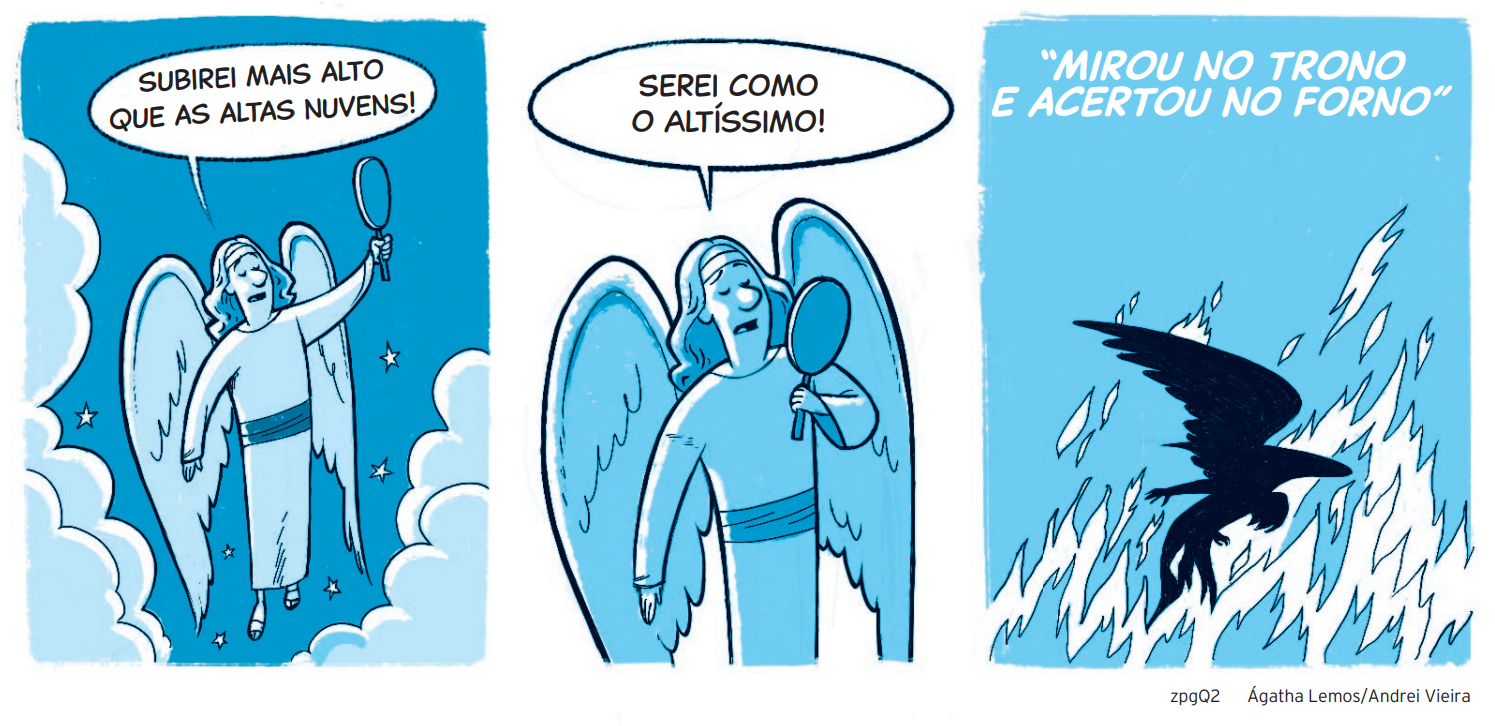 SUBIREI MAIS ALTO
QUE AS ALTAS NUVENS!
SEREI COMO
O ALTÍSSIMO!
“MIROU NO TRONO
E ACERTOU NO FORNO”
zpgQ2 Ágatha Lemos/Andrei Vieira